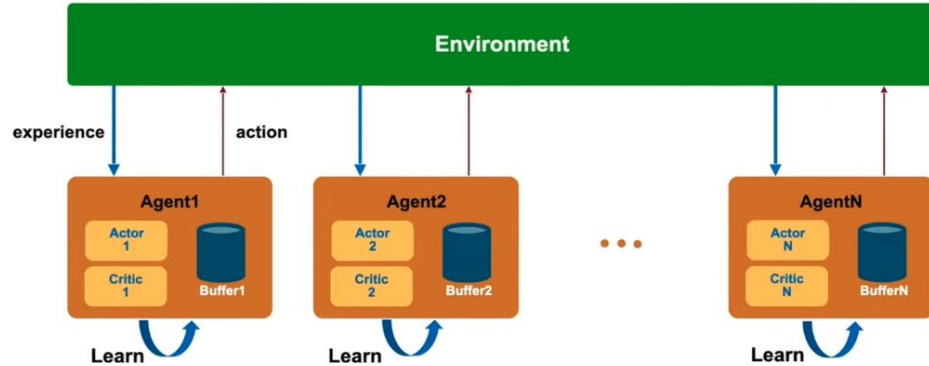 Environment
experience
action
Agent1
Actor
1
Critic
1
Buffer1
Learn
Agent2
Actor
2
Critic
2
Buffer2
Learn
AgentN
Actor
N
Critic
N
BufferN
Learn